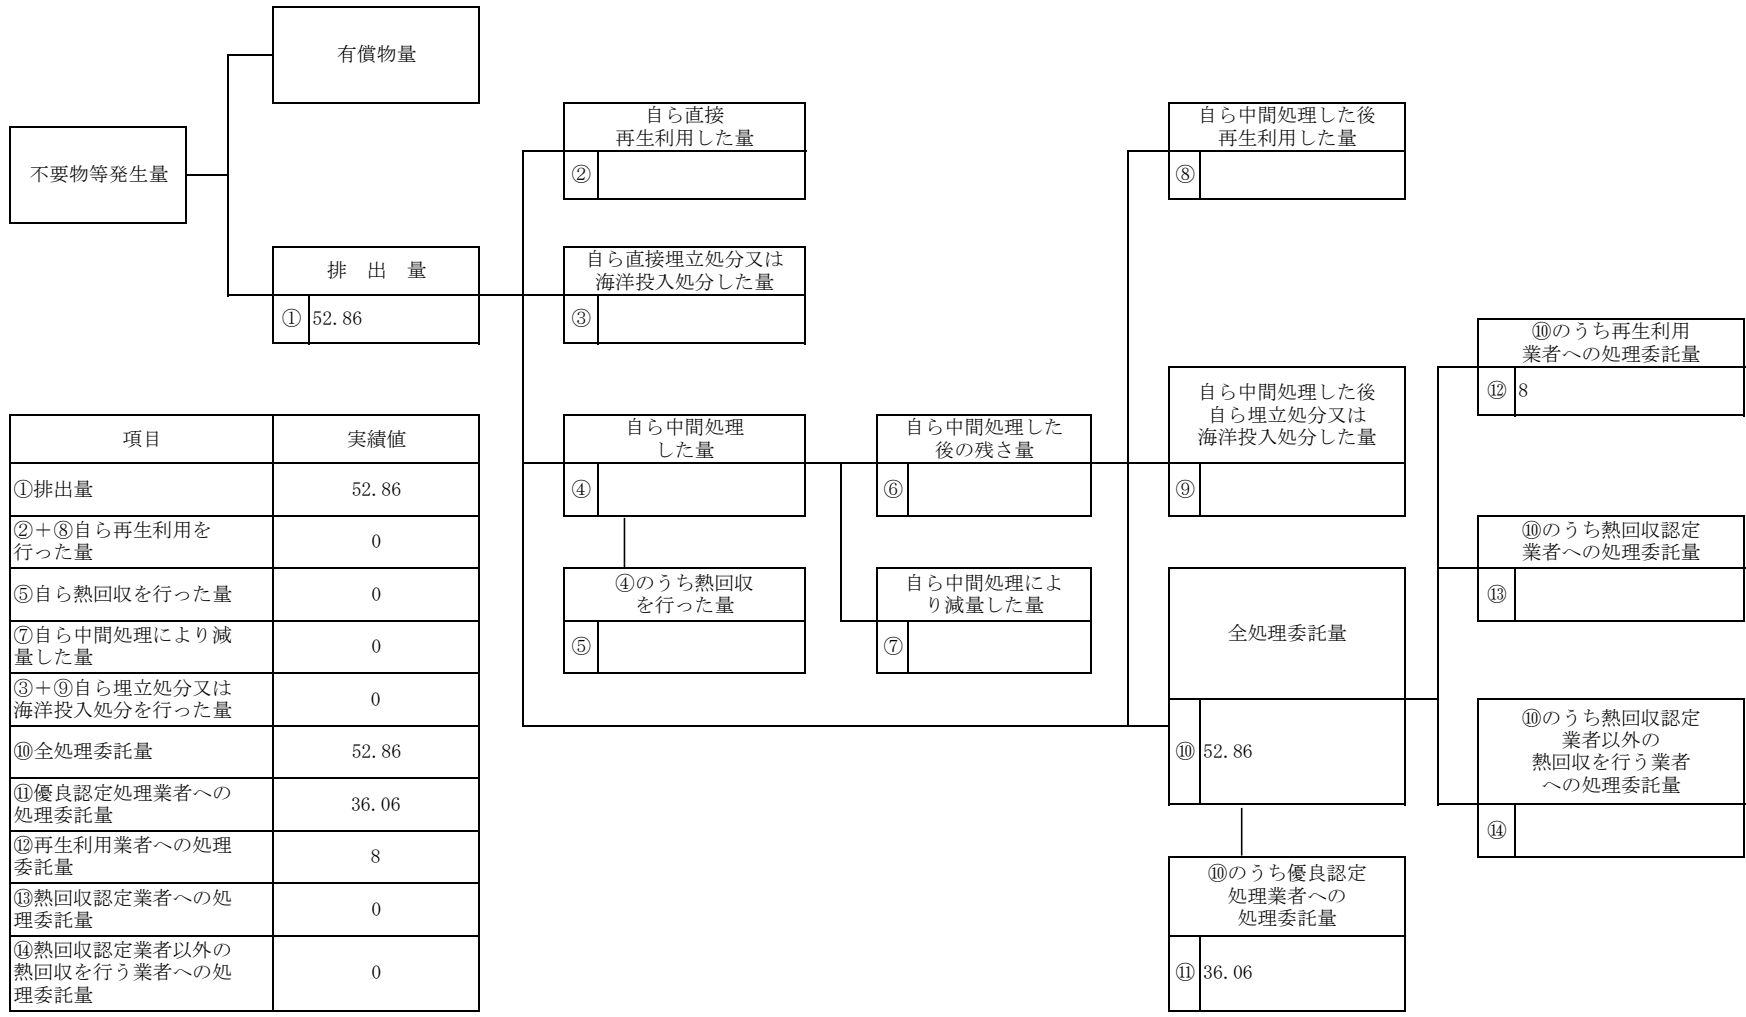 有償物量
不要物等発生量
排　出　量
① 52.86
自ら直接
再生利用した量
②
自ら直接埋立処分又は
海洋投入処分した量
③
自ら中間処理
した量
④
④のうち熱回収
を行った量
⑤
自ら中間処理した
後の残さ量
⑥
自ら中間処理によ
り減量した量
⑦
自ら中間処理した後
再生利用した量
⑧
自ら中間処理した後
自ら埋立処分又は
海洋投入処分した量
⑨
全処理委託量
⑩ 52.86
⑩のうち優良認定
処理業者への
処理委託量
⑪ 36.06
⑩のうち再生利用
業者への処理委託量
⑫ 8
⑩のうち熱回収認定
業者への処理委託量
⑬
⑩のうち熱回収認定
業者以外の
熱回収を行う業者
への処理委託量
⑭
項目 実績値
①排出量 52.86
②＋⑧自ら再生利用を
行った量 0
⑤自ら熱回収を行った量 0
⑦自ら中間処理により減
量した量 0
③＋⑨自ら埋立処分又は
海洋投入処分を行った量 0
⑩全処理委託量 52.86
⑪優良認定処理業者への
処理委託量 36.06
⑫再生利用業者への処理
委託量 8
⑬熱回収認定業者への処
理委託量 0
⑭熱回収認定業者以外の
熱回収を行う業者への処
理委託量 0